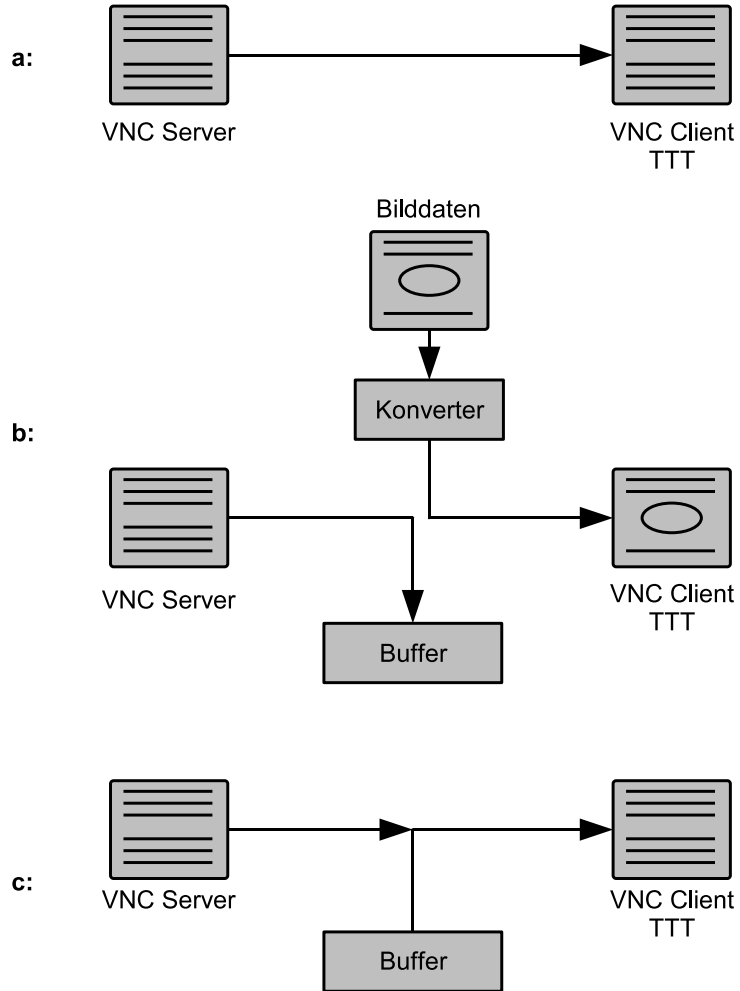 a:
VNC Server
VNC Client
TTT
Bilddaten
Konverter
b:
VNC Server
VNC Client
TTT
Buffer
c:
VNC Server
VNC Client
TTT
Buffer